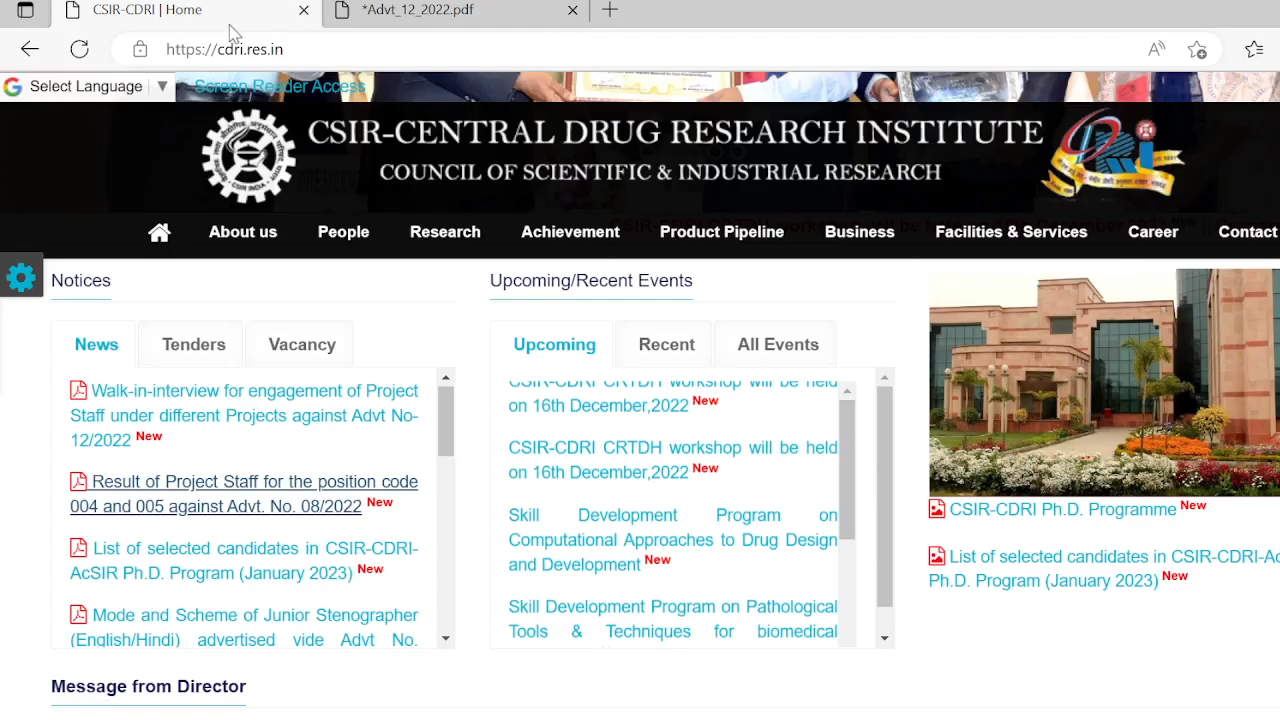 CSIR-CDRI | Home
*Advt_12_2022.pdf
https://cdri.res.in
Select Language
Screen Reader Access
CSIR-CENTRAL DRUG RESEARCH INSTITUTE
COUNCIL OF SCIENTIFIC & INDUSTRIAL RESEARCH
About us
People
Research
Achievement
Product Pipeline
Business
Facilities & Services
Career
Contact
Notices
News
Tenders
Vacancy
Walk-in-interview for engagement of Project
Staff under different Projects against Advt No-
12/2022 New
Result of Project Staff for the position code
004 and 005 against Advt. No. 08/2022 New
List of selected candidates in CSIR-CDRI-
AcSIR Ph.D. Program (January 2023) New
Mode and Scheme of Junior Stenographer
(English/Hindi) advertised vide Advt No.
Upcoming/Recent Events
Upcoming
Recent
All Events
CSIR-CDRI CRTDH workshop will be held
on 16th December,2022 New
CSIR-CDRI CRTDH workshop will be held
on 16th December,2022 New
Skill Development Program on
Computational Approaches to Drug Design
and Development New
Skill Development Program on Pathological
Tools & Techniques for biomedical
CSIR-CDRI Ph.D. Programme New
List of selected candidates in CSIR-CDRI-Ac
Ph.D. Program (January 2023) New
Message from Director